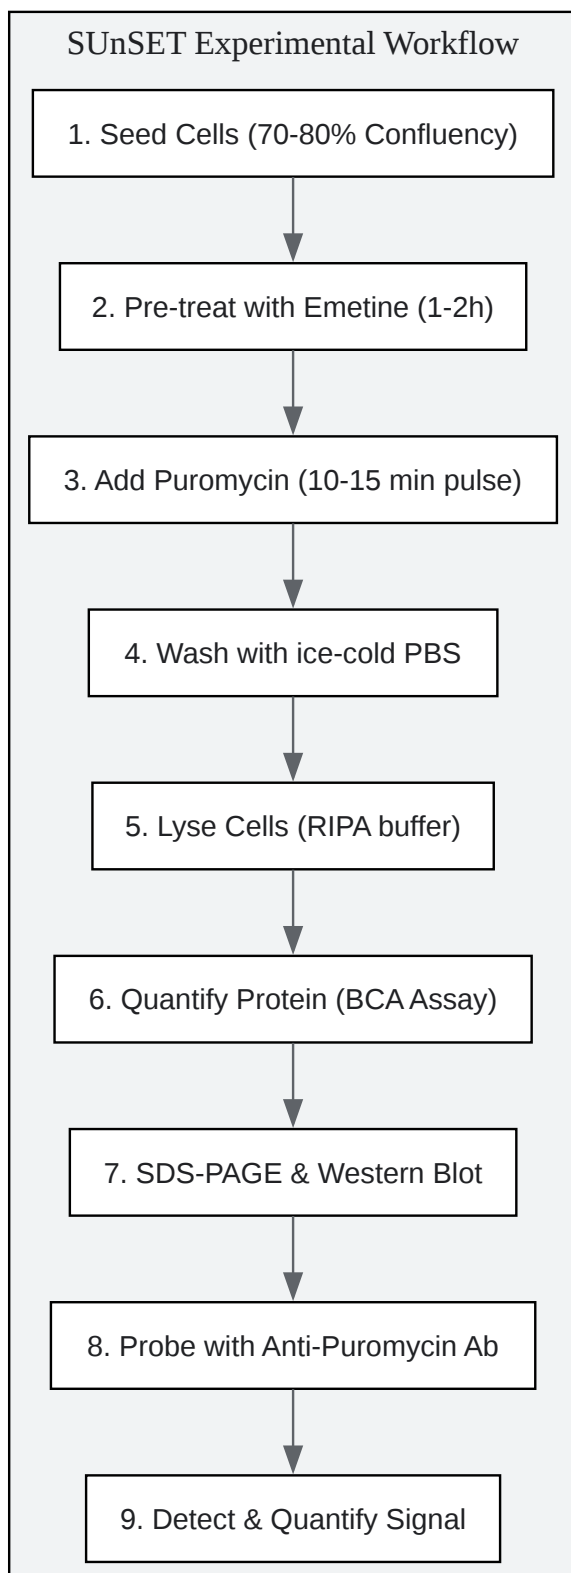 SUnSET Experimental Workflow
1. Seed Cells (70-80% Confluency)
2. Pre-treat with Emetine (1-2h)
3. Add Puromycin (10-15 min pulse)
4. Wash with ice-cold PBS
5. Lyse Cells (RIPA buffer)
6. Quantify Protein (BCA Assay)
7. SDS-PAGE & Western Blot
8. Probe with Anti-Puromycin Ab
9. Detect & Quantify Signal